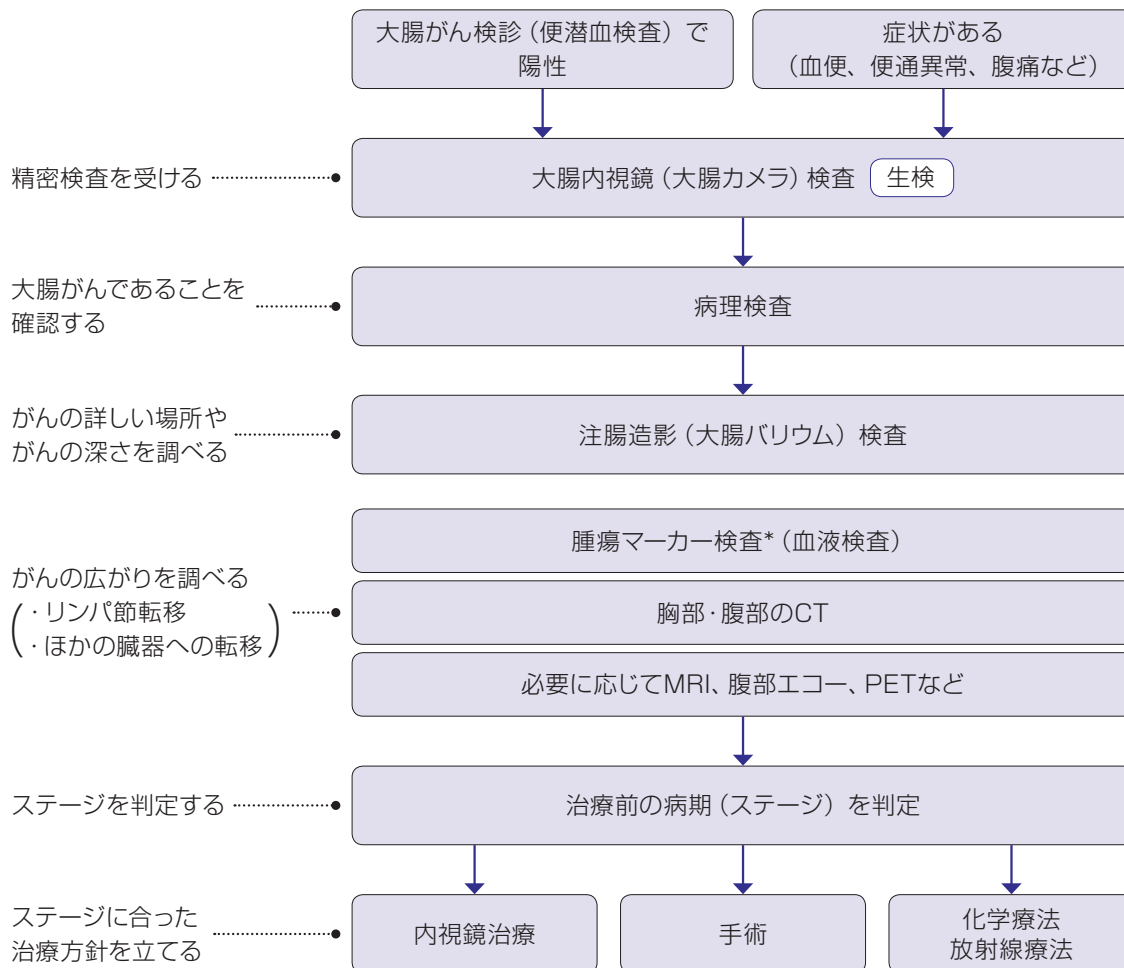 大腸がん検診（便潜血検査）で
陽性
症状がある
（血便、便通異常、腹痛など）
精密検査を受ける
大腸内視鏡（大腸カメラ）検査 生検
大腸がんであることを
確認する
病理検査
がんの詳しい場所や
がんの深さを調べる
注腸造影（大腸バリウム）検査
腫瘍マーカー検査*（血液検査）
がんの広がりを調べる
（・リンパ節転移
・ほかの臓器への転移）
胸部・腹部のCT
必要に応じてMRI、腹部エコー、PETなど
ステージを判定する
治療前の病期（ステージ）を判定
ステージに合った
治療方針を立てる
内視鏡治療
手術
化学療法
放射線療法